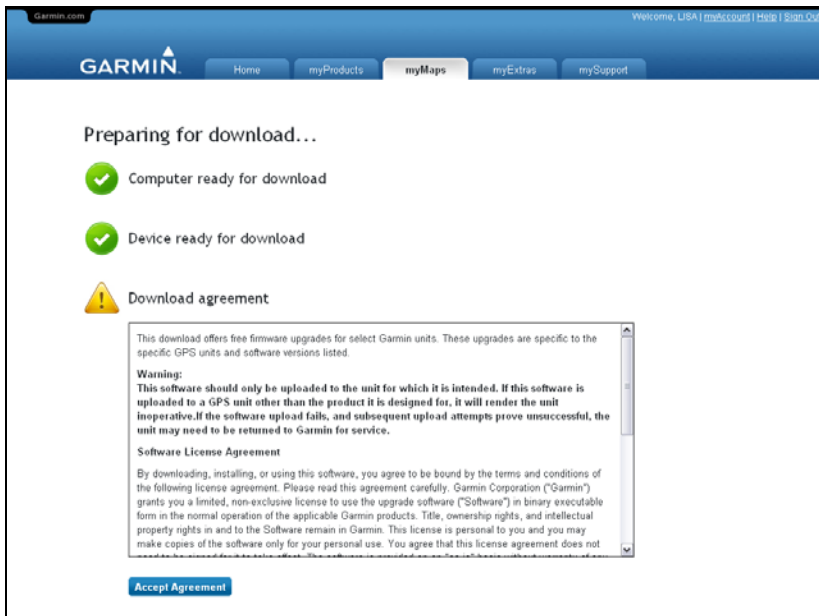 Garmin.com
Welcome, LISA | myAccount | Help | Sign Out
GARMIN
Home
myProducts
myMaps
myExtras
mySupport
Preparing for download...
Computer ready for download
Device ready for download
Download agreement
This download offers free firmware upgrades for select Garmin units. These upgrades are specific to the
specific GPS units and software versions listed.
Warning:
This software should only be uploaded to the unit for which it is intended. If this software is
uploaded to a GPS unit other than the product it is designed for, it will render the unit
inoperative.If the software upload fails, and subsequent upload attempts prove unsuccessful, the
unit may need to be returned to Garmin for service.
Software License Agreement
By downloading, installing, or using this software, you agree to be bound by the terms and conditions of
the following license agreement. Please read this agreement carefully. Garmin Corporation ("Garmin")
grants you a limited, non-exclusive license to use the upgrade software ("Software") in binary executable
form in the normal operation of the applicable Garmin products. Title, ownership rights, and intellectual
property rights in and to the Software remain in Garmin. This license is personal to you and you may
make copies of the software only for your personal use. You agree that this license agreement does not
Accept Agreement